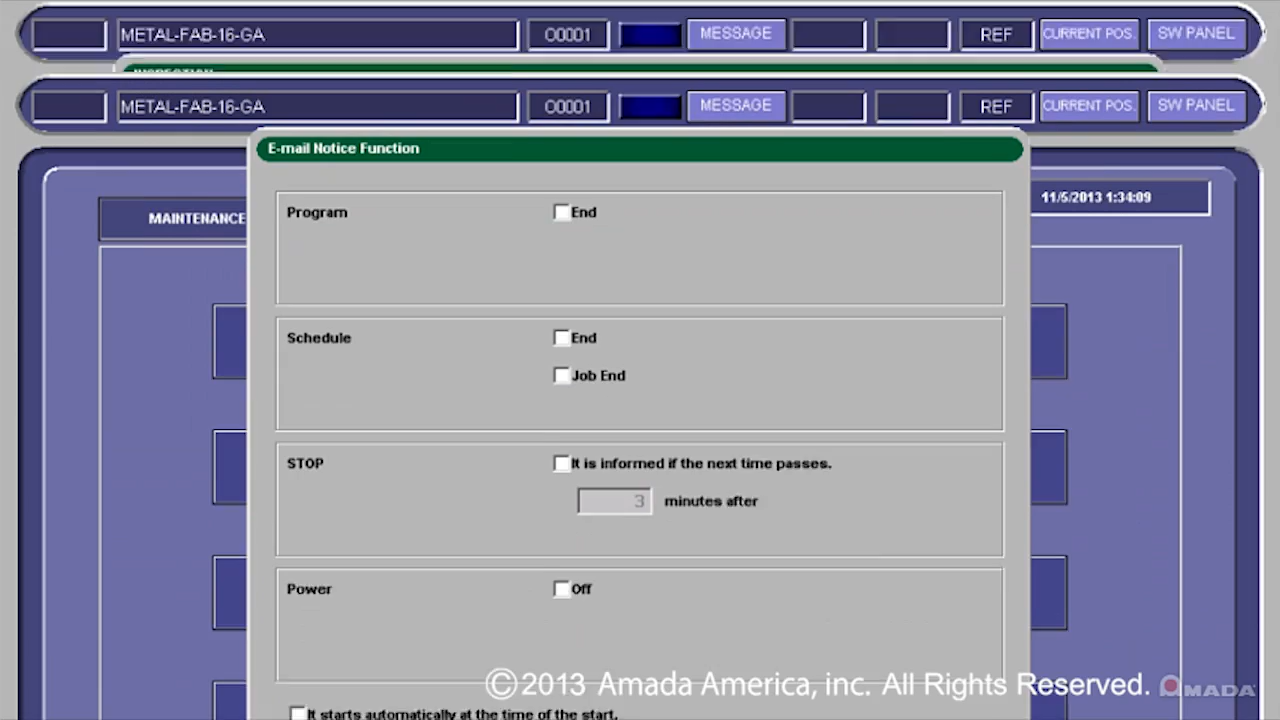 METAL-FAB-16-GA O0001 MESSAGE REF CURRENT POS. SW PANEL
INSPECTION
METAL-FAB-16-GA O0001 MESSAGE REF CURRENT POS. SW PANEL
E-mail Notice Function
11/5/2013 1:34:09
MAINTENANCE
Program End
Schedule End
Job End
STOP It is informed if the next time passes.
3 minutes after
Power Off
©2013 Amada America, inc. All Rights Reserved. AMADA
It starts automatically at the time of the start.